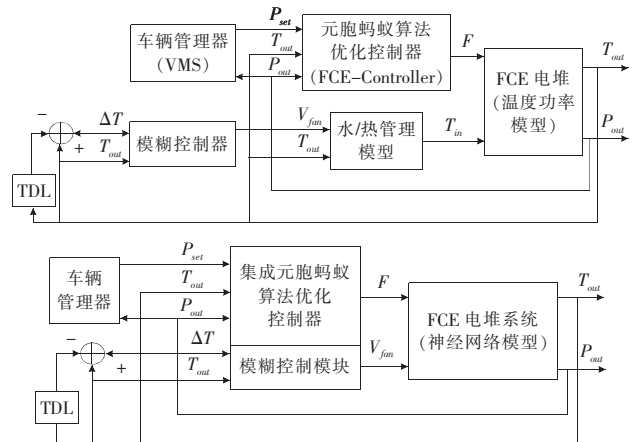 P_set
车辆管理器
(VMS)
T_out
P_out
元胞蚂蚁算法
优化控制器
(FCE-Controller)
F
FCE 电堆
(温度功率
模型)
T_out
P_out
−
+
ΔT
T_out
模糊控制器
V_fan
T_out
水/热管理
模型
T_in
TDL
车辆
管理器
P_set
T_out
P_out
集成元胞蚂蚁
算法优化
控制器
F
FCE 电堆系统
(神经网络模型)
T_out
P_out
−
+
ΔT
T_out
模糊控制模块
V_fan
TDL